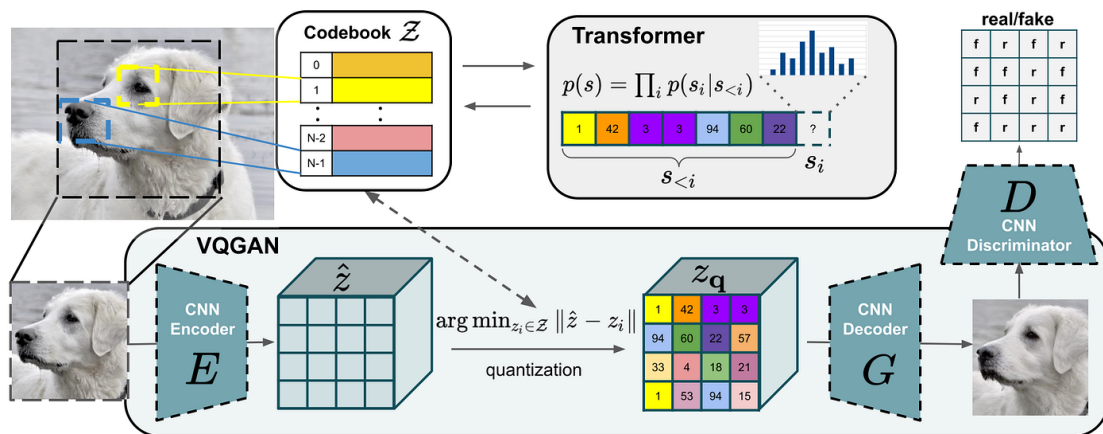 Codebook 𝒵
0
1
⋮ ⋮
N-2
N-1
Transformer
p(s) = ∏ᵢ p(sᵢ|s<ᵢ)
1 42 3 3 94 60 22 ?
s<ᵢ sᵢ
real/fake
f r f r
f f r f
r f r f
f r r r
D
CNN
Discriminator
VQGAN
CNN
Encoder
E
ẑ
arg min_{zᵢ∈𝒵} ‖ẑ − zᵢ‖
quantization
z_q
1 42 3 3
94 60 22 57
33 4 18 21
1 53 94 15
CNN
Decoder
G